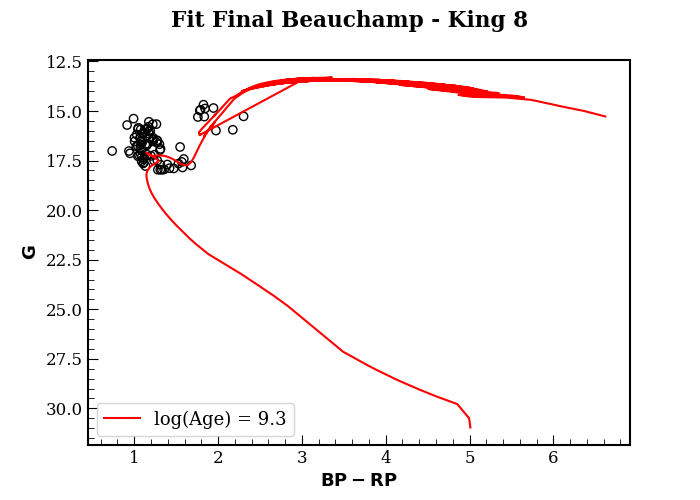 Fit Final Beauchamp - King 8
12.5
15.0
17.5
20.0
22.5
25.0
27.5
30.0
G
log(Age) = 9.3
1 2 3 4 5 6
BP − RP